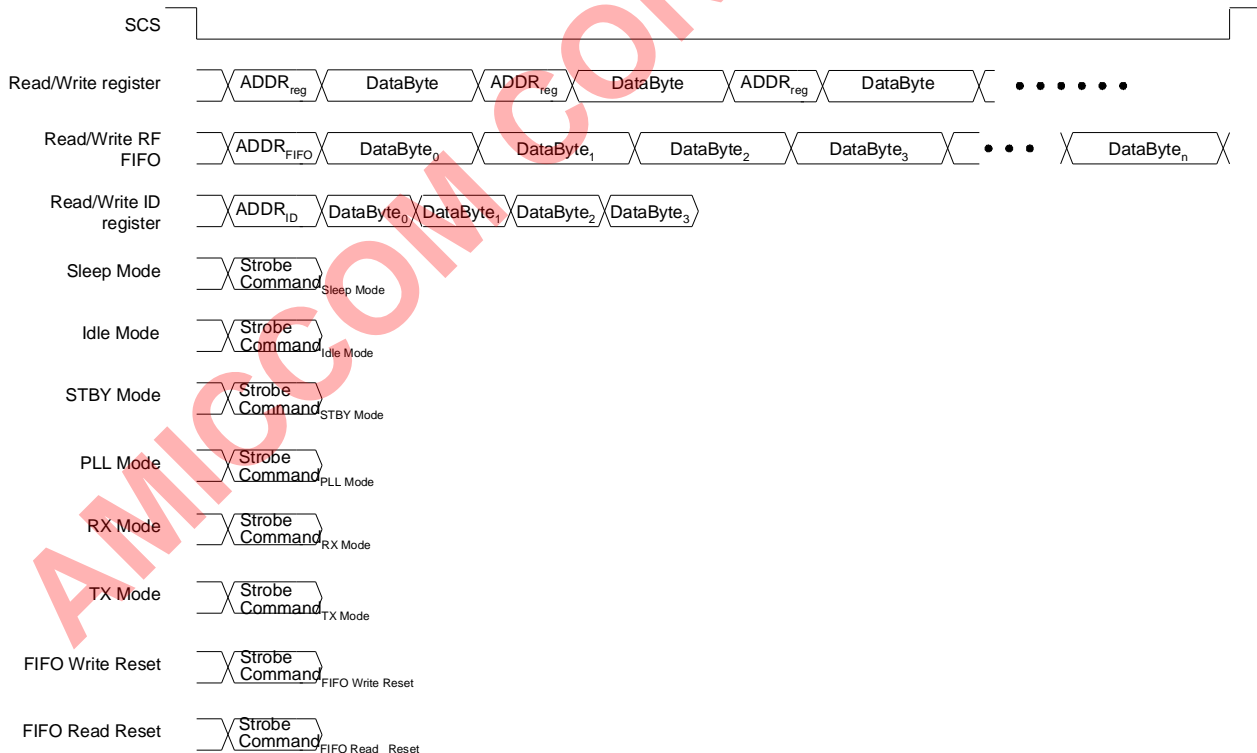 SCS
Read/Write register ADDRreg DataByte ADDRreg DataByte ADDRreg DataByte
Read/Write RF
FIFO ADDRFIFO DataByte0 DataByte1 DataByte2 DataByte3 DataByten
Read/Write ID
register ADDRID DataByte0 DataByte1 DataByte2 DataByte3
Sleep Mode Strobe
CommandSleep Mode
Idle Mode Strobe
CommandIdle Mode
STBY Mode Strobe
CommandSTBY Mode
PLL Mode Strobe
CommandPLL Mode
RX Mode Strobe
CommandRX Mode
TX Mode Strobe
CommandTX Mode
FIFO Write Reset Strobe
CommandFIFO Write Reset
FIFO Read Reset Strobe
CommandFIFO Read Reset
AMICCOM CON